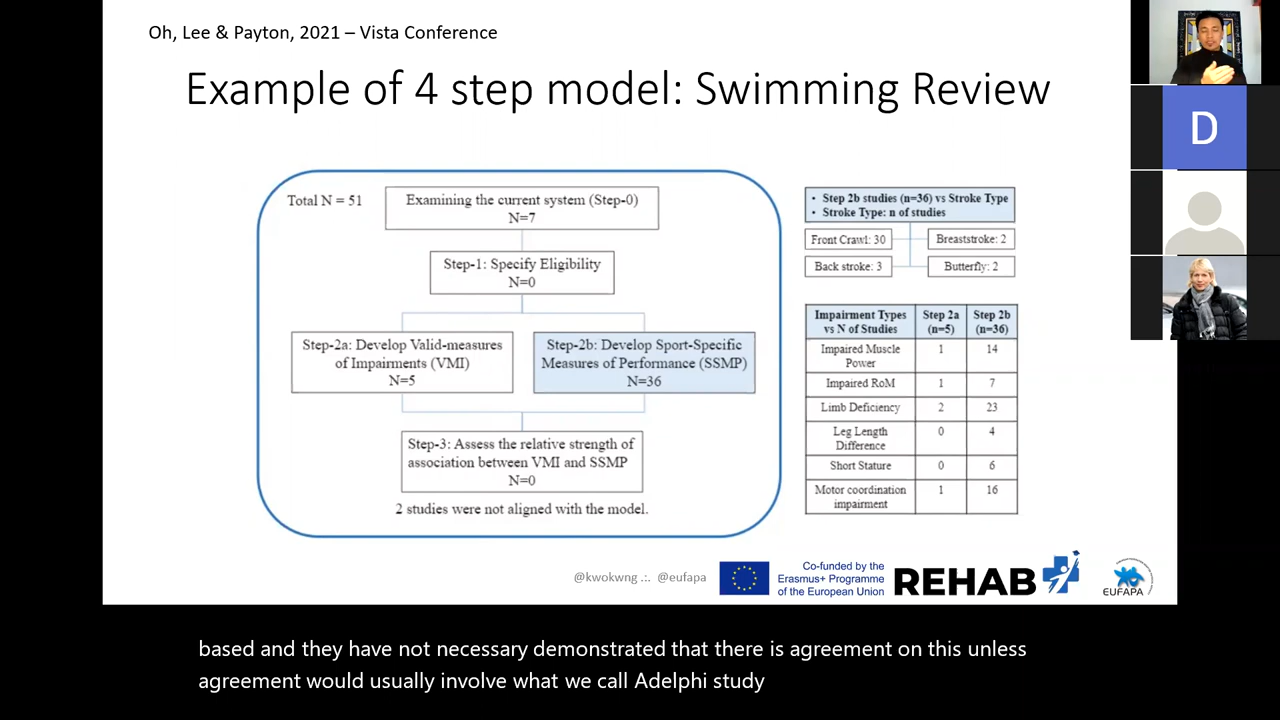 Oh, Lee & Payton, 2021 – Vista Conference
Example of 4 step model: Swimming Review
Total N = 51
Examining the current system (Step-0)
N=7
Step-1: Specify Eligibility
N=0
Step-2a: Develop Valid-measures
of Impairments (VMI)
N=5
Step-2b: Develop Sport-Specific
Measures of Performance (SSMP)
N=36
Step-3: Assess the relative strength of
association between VMI and SSMP
N=0
2 studies were not aligned with the model.
• Step 2b studies (n=36) vs Stroke Type
• Stroke Type: n of studies
Front Crawl: 30
Breaststroke: 2
Back stroke: 3
Butterfly: 2
Impairment Types Step 2a Step 2b
vs N of Studies (n=5) (n=36)
Impaired Muscle 1 14
Power
Impaired RoM 1 7
Limb Deficiency 2 23
Leg Length 0 4
Difference
Short Stature 0 6
Motor coordination 1 16
impairment
@kwokwng .:. @eufapa
Co-funded by the
Erasmus+ Programme
of the European Union
REHAB
EUFAPA
D
based and they have not necessary demonstrated that there is agreement on this unless
agreement would usually involve what we call Adelphi study